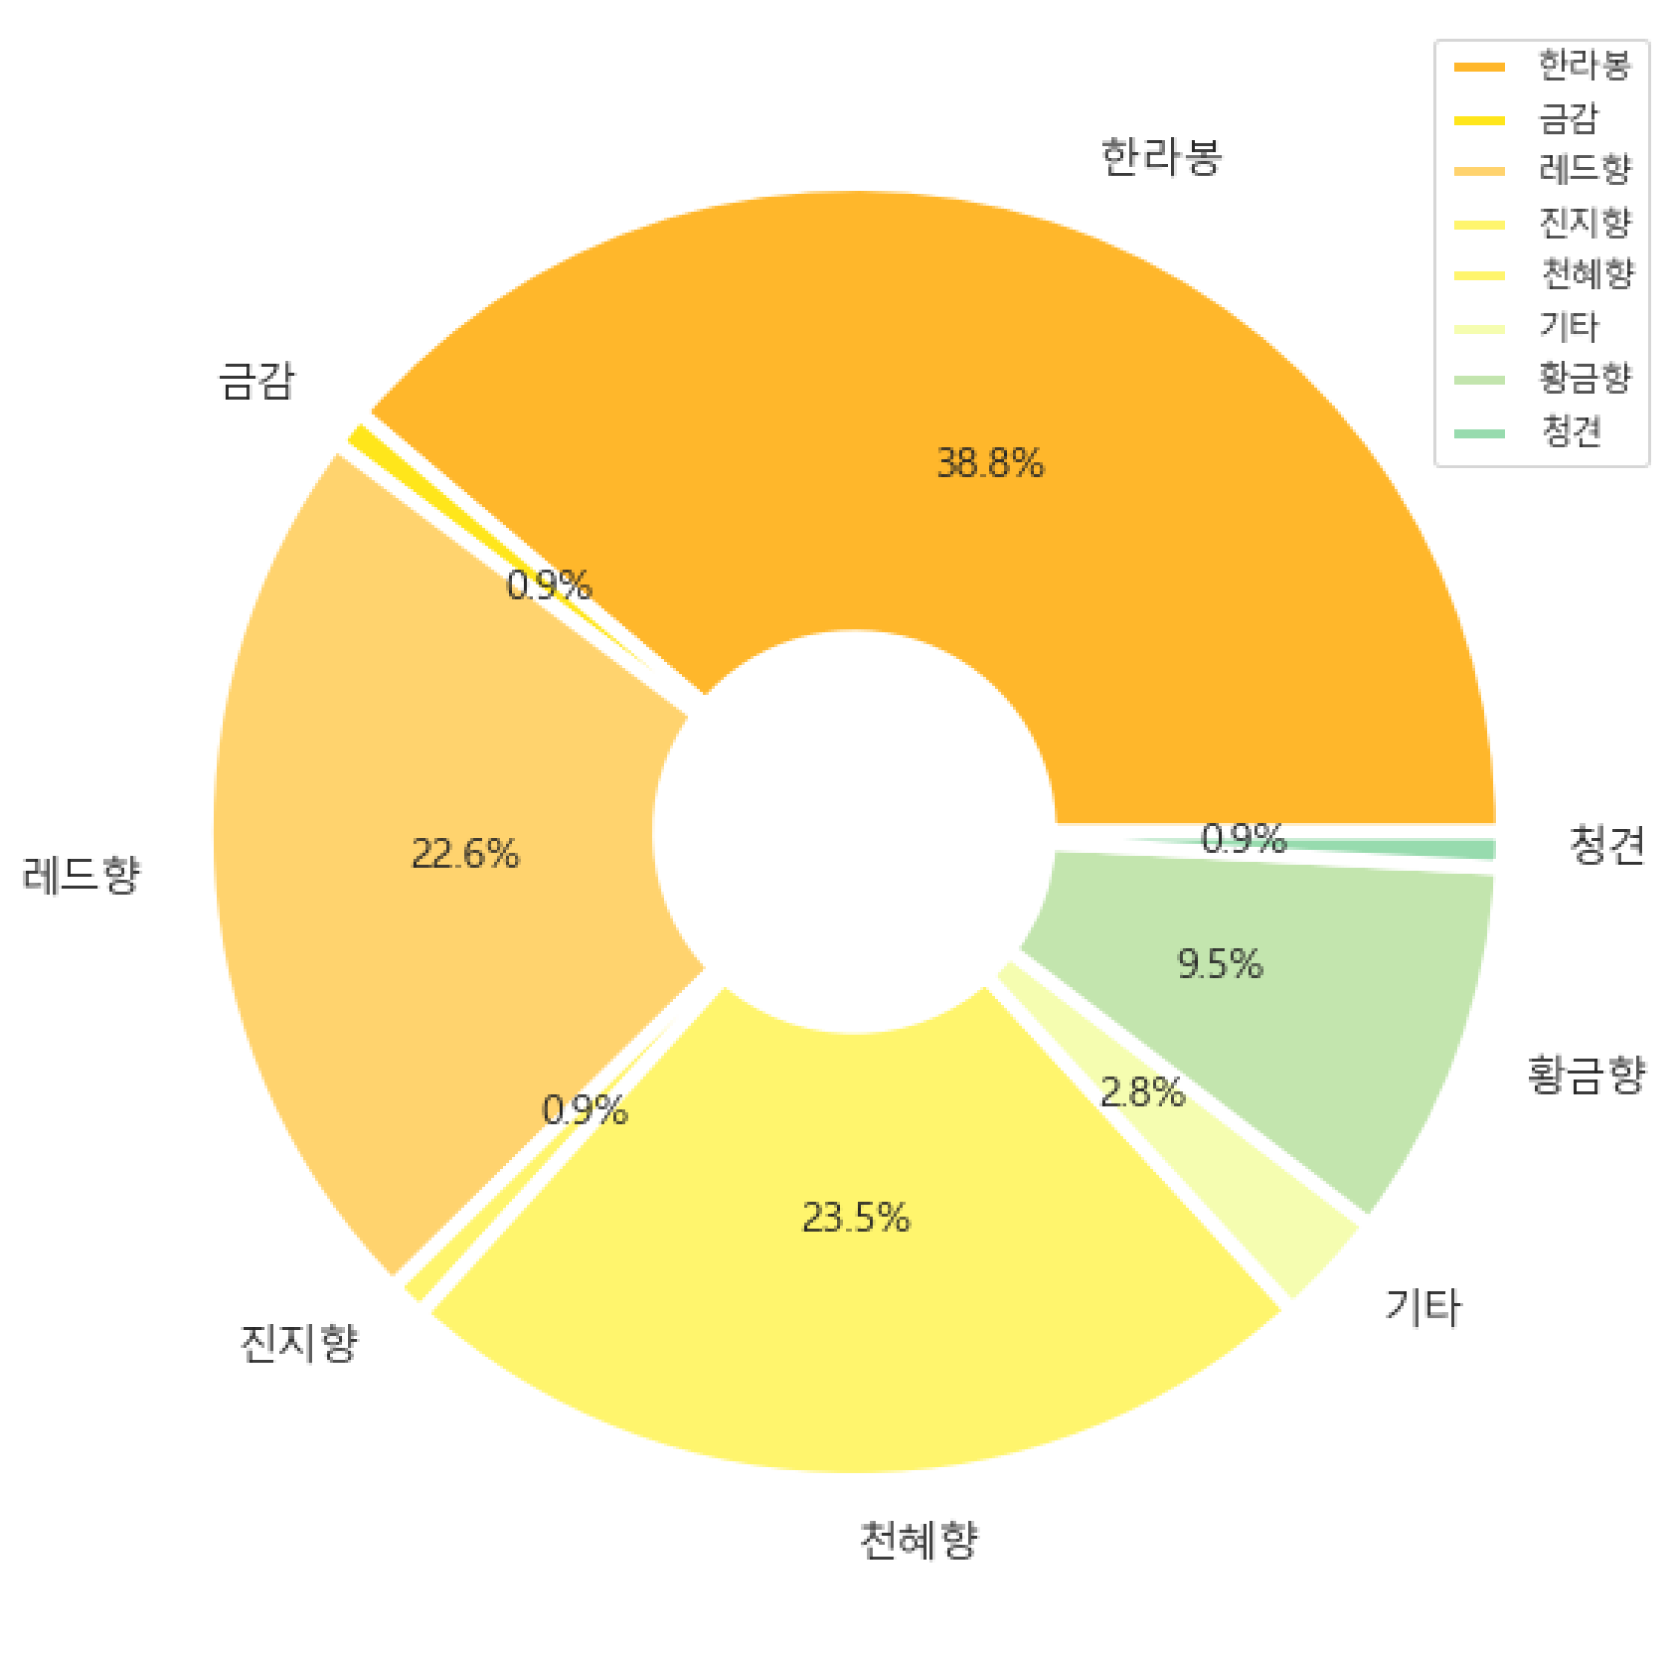 한라봉
금감
레드향
진지향
천혜향
기타
황금향
청견
한라봉
38.8%
금감
0.9%
레드향
22.6%
진지향
0.9%
천혜향
23.5%
기타
2.8%
황금향
9.5%
청견
0.9%